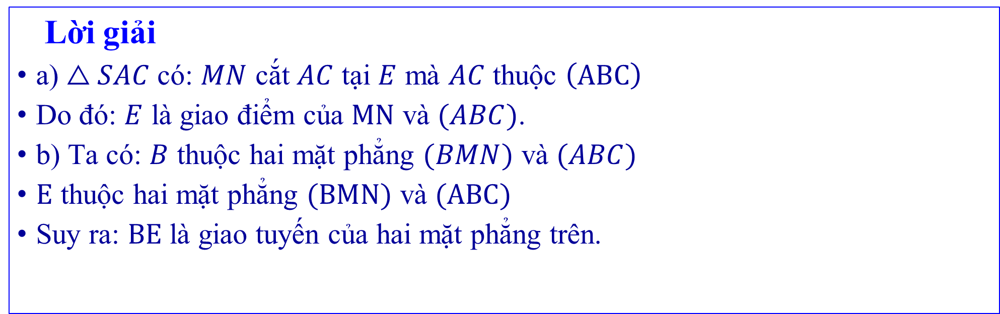 Lời giải
• a) △ SAC có: MN cắt AC tại E mà AC thuộc (ABC)
• Do đó: E là giao điểm của MN và (ABC).
• b) Ta có: B thuộc hai mặt phẳng (BMN) và (ABC)
• E thuộc hai mặt phẳng (BMN) và (ABC)
• Suy ra: BE là giao tuyến của hai mặt phẳng trên.